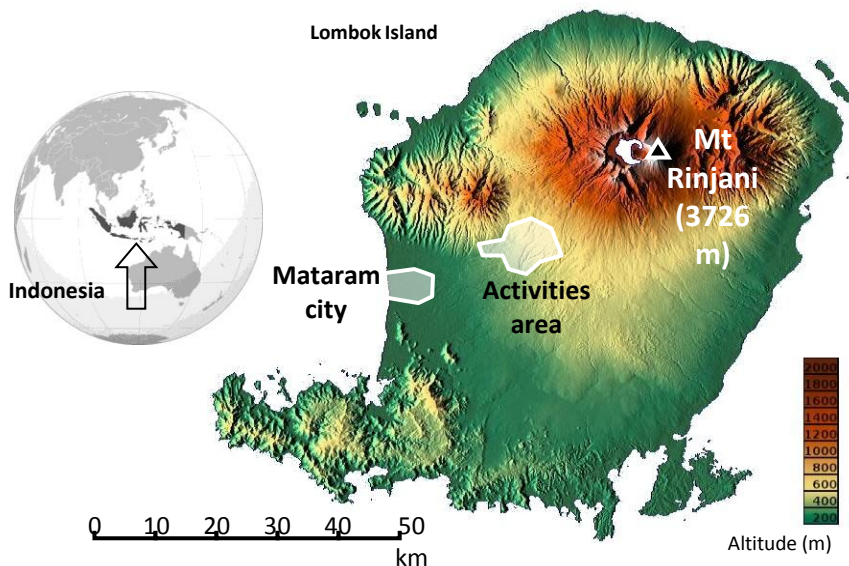 Lombok Island
Mt
Rinjani
(3726
m)
Indonesia
Mataram
city
Activities
area
2000
1800
1600
1400
1200
1000
800
600
400
200
Altitude (m)
0 10 20 30 40 50
km